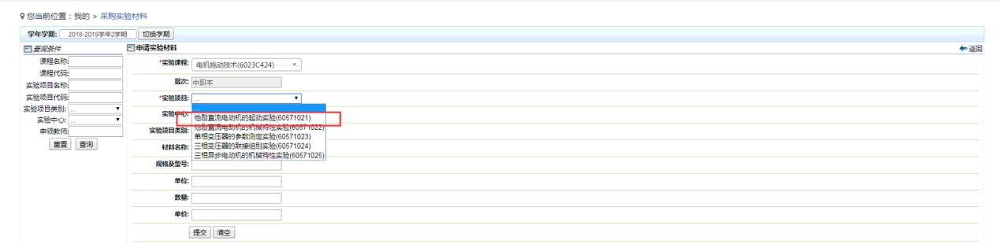 您当前位置：我的 > 采购实验材料
学年学期: 2018-2019学年2学期 切换学期
查询条件
课程名称:
课程代码:
实验项目名称:
实验项目代码:
实验项目类别: ...
实验中心: ...
申领教师:
重置 查询
申请实验材料 返回
*实验课程: 电机拖动技术(6023C424)
层次: 中职本
*实验项目: ...
...
他励直流电动机的起动实验(60571021)
他励直流电动机的机械特性实验(60571022)
单相变压器的参数测定实验(60571023)
三相变压器的联接组别实验(60571024)
三相异步电动机的机械特性实验(60571025)
实验中心:
实验项目类别:
材料名称:
规格及型号:
单位:
数量:
单价:
提交 清空